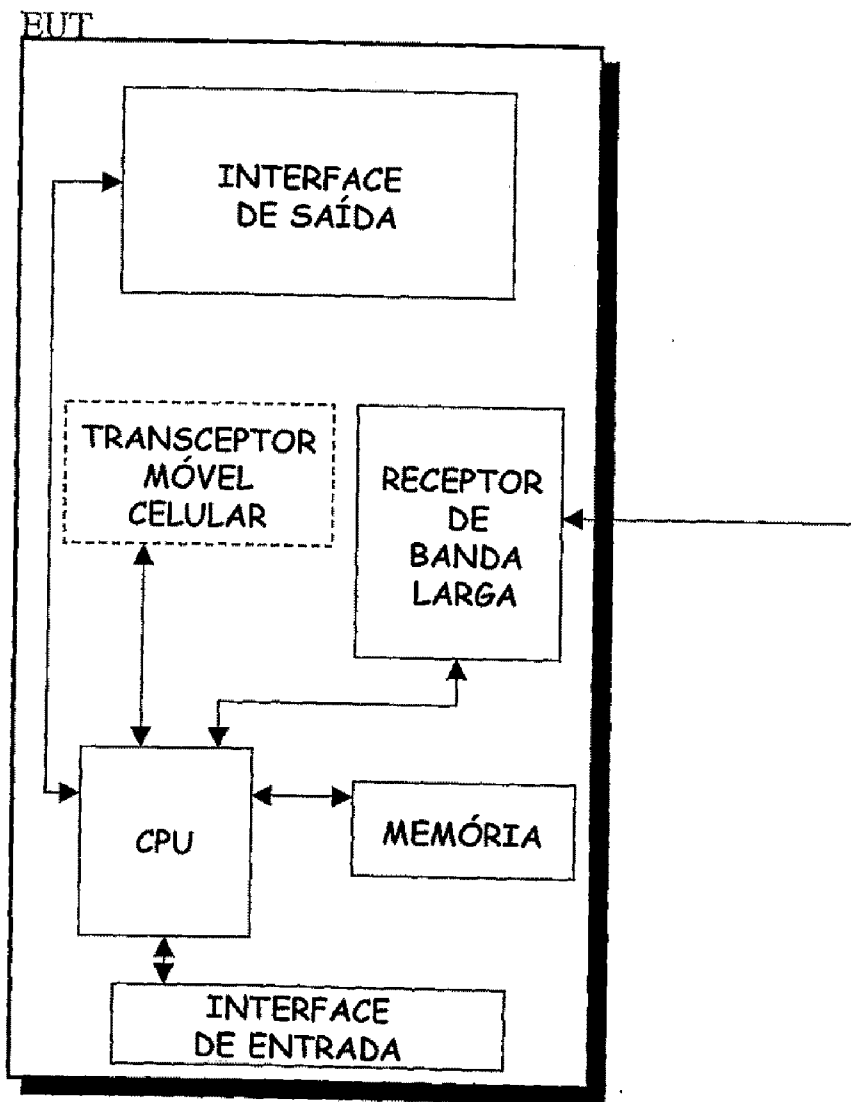 EUT
INTERFACE
DE SAÍDA
TRANSCEPTOR
MÓVEL
CELULAR
RECEPTOR
DE
BANDA
LARGA
CPU
MEMÓRIA
INTERFACE
DE ENTRADA